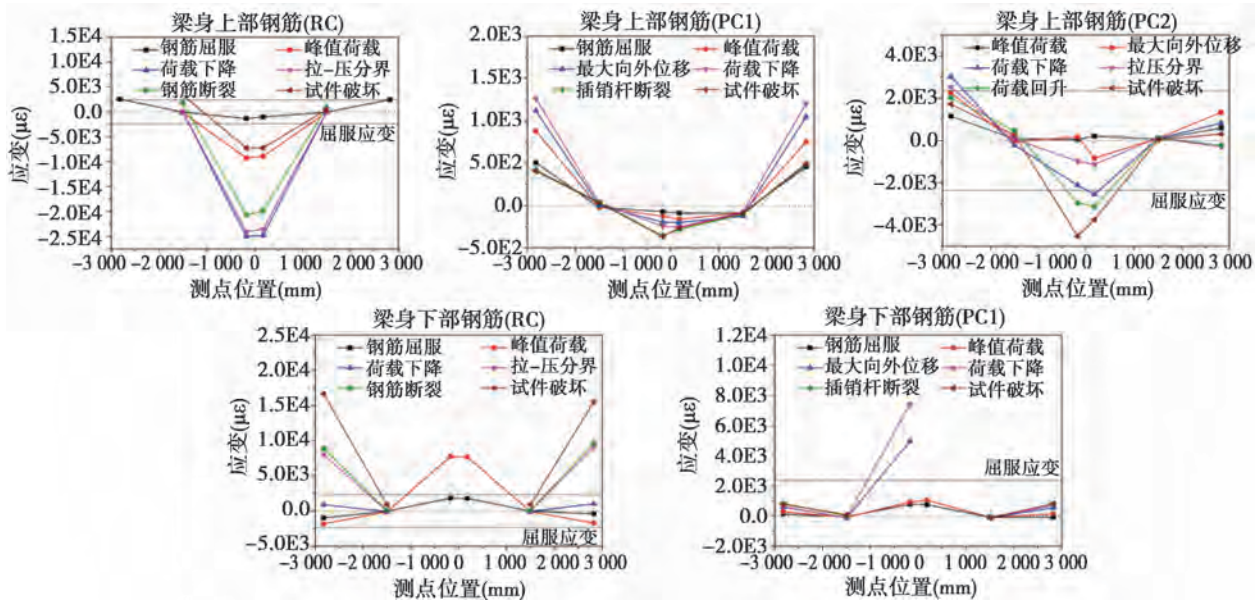 梁身上部钢筋(RC)
1.5E4
1.0E4
5.0E3
0.0
−5.0E3
−1.0E4
−1.5E4
−2.0E4
−2.5E4
应变(με)
钢筋屈服
峰值荷载
荷载下降
拉-压分界
钢筋断裂
试件破坏
屈服应变
−3 000 −2 000 −1 000 0 1 000 2 000 3 000
测点位置(mm)
梁身上部钢筋(PC1)
2.0E3
1.5E3
1.0E3
5.0E2
0.0
−5.0E2
应变(με)
钢筋屈服
峰值荷载
最大向外位移
荷载下降
插销杆断裂
试件破坏
−3 000 −2 000 −1 000 0 1 000 2 000 3 000
测点位置(mm)
梁身上部钢筋(PC2)
4.0E3
2.0E3
0.0
−2.0E3
−4.0E3
应变(με)
峰值荷载
最大向外位移
荷载下降
拉压分界
荷载回升
试件破坏
屈服应变
−3 000 −2 000 −1 000 0 1 000 2 000 3 000
测点位置(mm)
梁身下部钢筋(RC)
2.5E4
2.0E4
1.5E4
1.0E4
5.0E3
0.0
−5.0E3
应变(με)
钢筋屈服
峰值荷载
荷载下降
拉-压分界
钢筋断裂
试件破坏
屈服应变
−3 000 −2 000 −1 000 0 1 000 2 000 3 000
测点位置(mm)
梁身下部钢筋(PC1)
1.2E4
1.0E4
8.0E3
6.0E3
4.0E3
2.0E3
0.0
−2.0E3
应变(με)
钢筋屈服
峰值荷载
最大向外位移
荷载下降
插销杆断裂
试件破坏
屈服应变
−3 000 −2 000 −1 000 0 1 000 2 000 3 000
测点位置(mm)